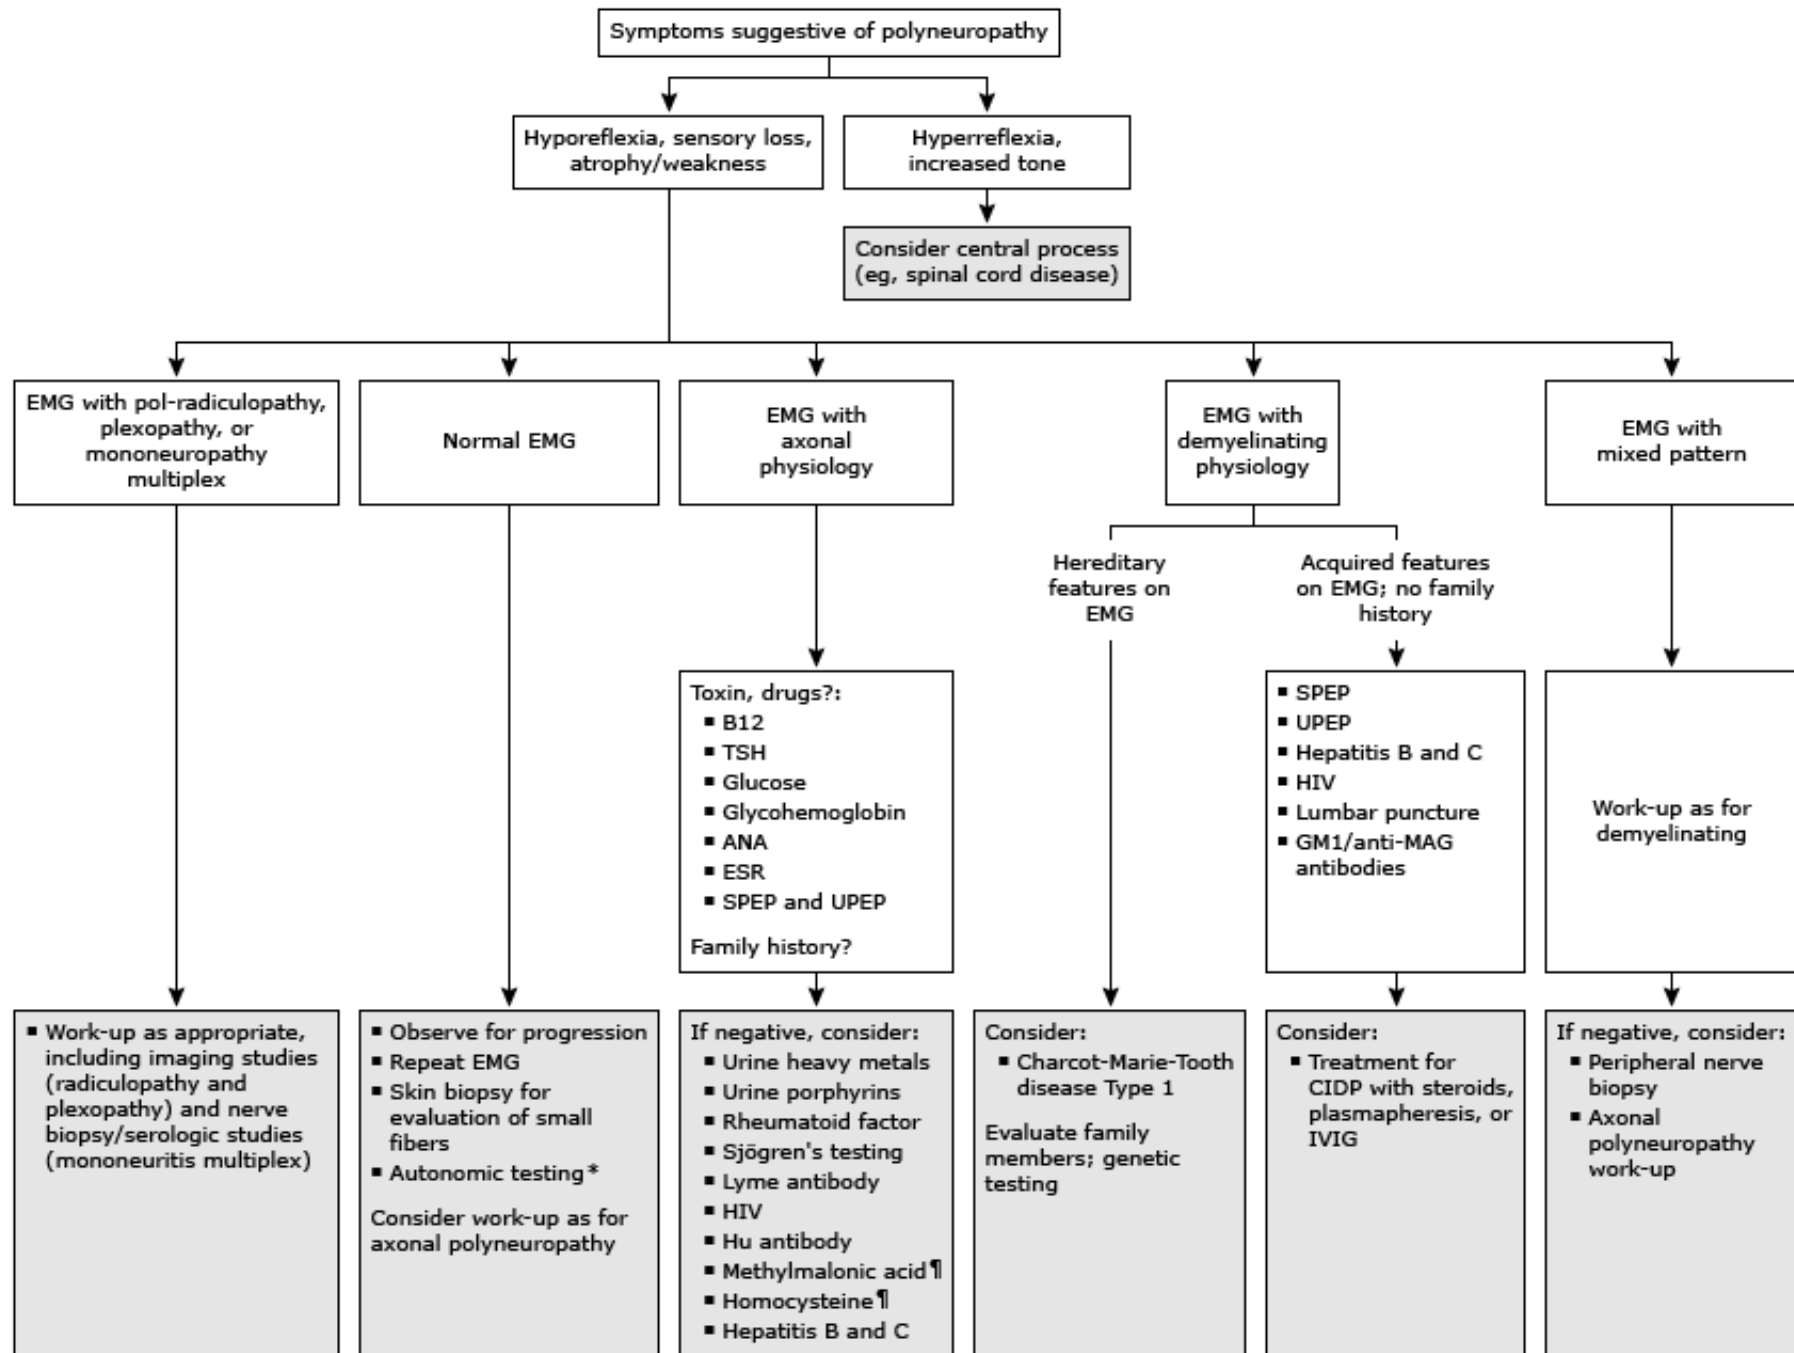 Symptoms suggestive of polyneuropathy
Hyporeflexia, sensory loss,
atrophy/weakness
Hyperreflexia,
increased tone
Consider central process
(eg, spinal cord disease)
EMG with pol-radiculopathy,
plexopathy, or
mononeuropathy
multiplex
Normal EMG
EMG with
axonal
physiology
EMG with
demyelinating
physiology
EMG with
mixed pattern
Hereditary
features on
EMG
Acquired features
on EMG; no family
history
Toxin, drugs?:
▪ B12
▪ TSH
▪ Glucose
▪ Glycohemoglobin
▪ ANA
▪ ESR
▪ SPEP and UPEP
Family history?
▪ SPEP
▪ UPEP
▪ Hepatitis B and C
▪ HIV
▪ Lumbar puncture
▪ GM1/anti-MAG
antibodies
Work-up as for
demyelinating
▪ Work-up as appropriate,
including imaging studies
(radiculopathy and
plexopathy) and nerve
biopsy/serologic studies
(mononeuritis multiplex)
▪ Observe for progression
▪ Repeat EMG
▪ Skin biopsy for
evaluation of small
fibers
▪ Autonomic testing*
Consider work-up as for
axonal polyneuropathy
If negative, consider:
▪ Urine heavy metals
▪ Urine porphyrins
▪ Rheumatoid factor
▪ Sjögren's testing
▪ Lyme antibody
▪ HIV
▪ Hu antibody
▪ Methylmalonic acid¶
▪ Homocysteine¶
▪ Hepatitis B and C
Consider:
▪ Charcot-Marie-Tooth
disease Type 1
Evaluate family
members; genetic
testing
Consider:
▪ Treatment for
CIDP with steroids,
plasmapheresis, or
IVIG
If negative, consider:
▪ Peripheral nerve
biopsy
▪ Axonal
polyneuropathy
work-up